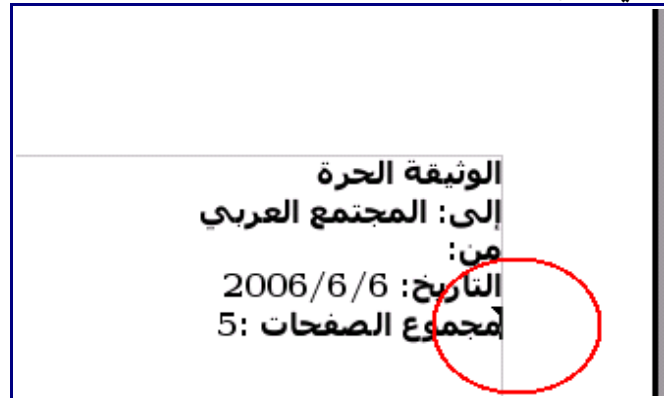 الوثيقة الحرة
إلى: المجتمع العربي
من:
التاريخ: 2006/6/6
مجموع الصفحات :5